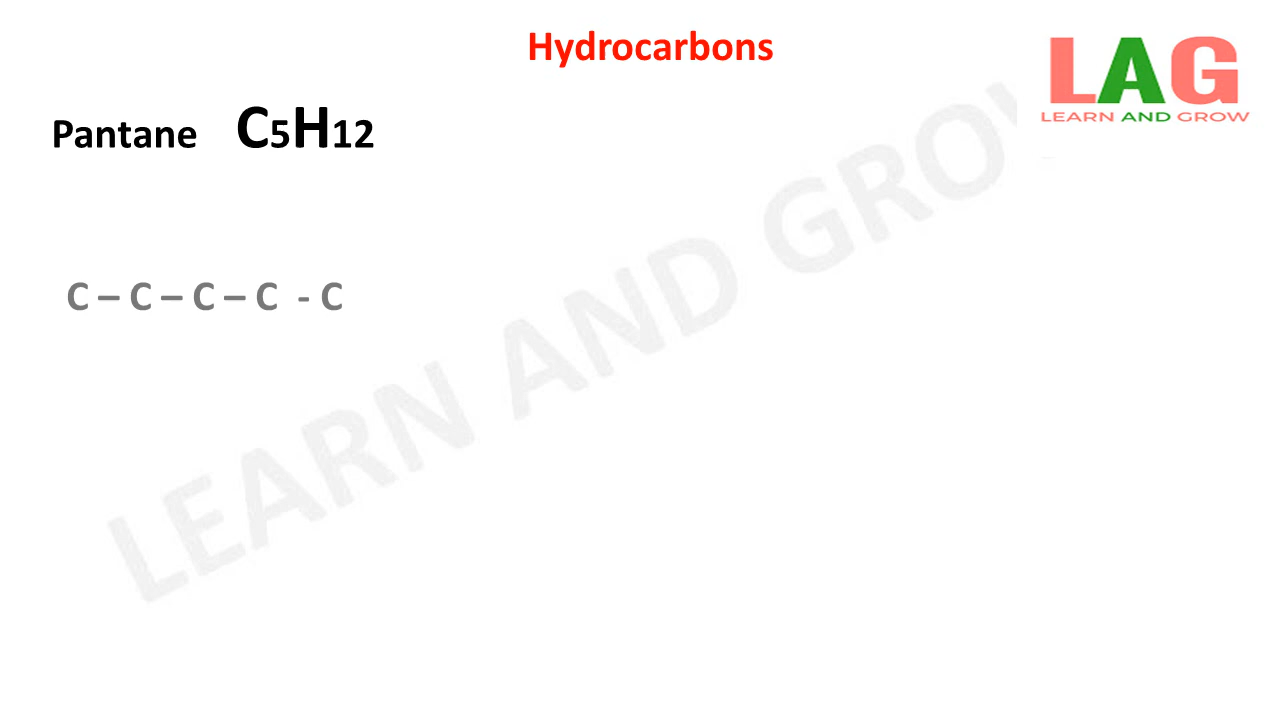 Hydrocarbons
LAG
LEARN AND GROW
Pantane C5H12
C – C – C – C - C
LEARN AND GROW